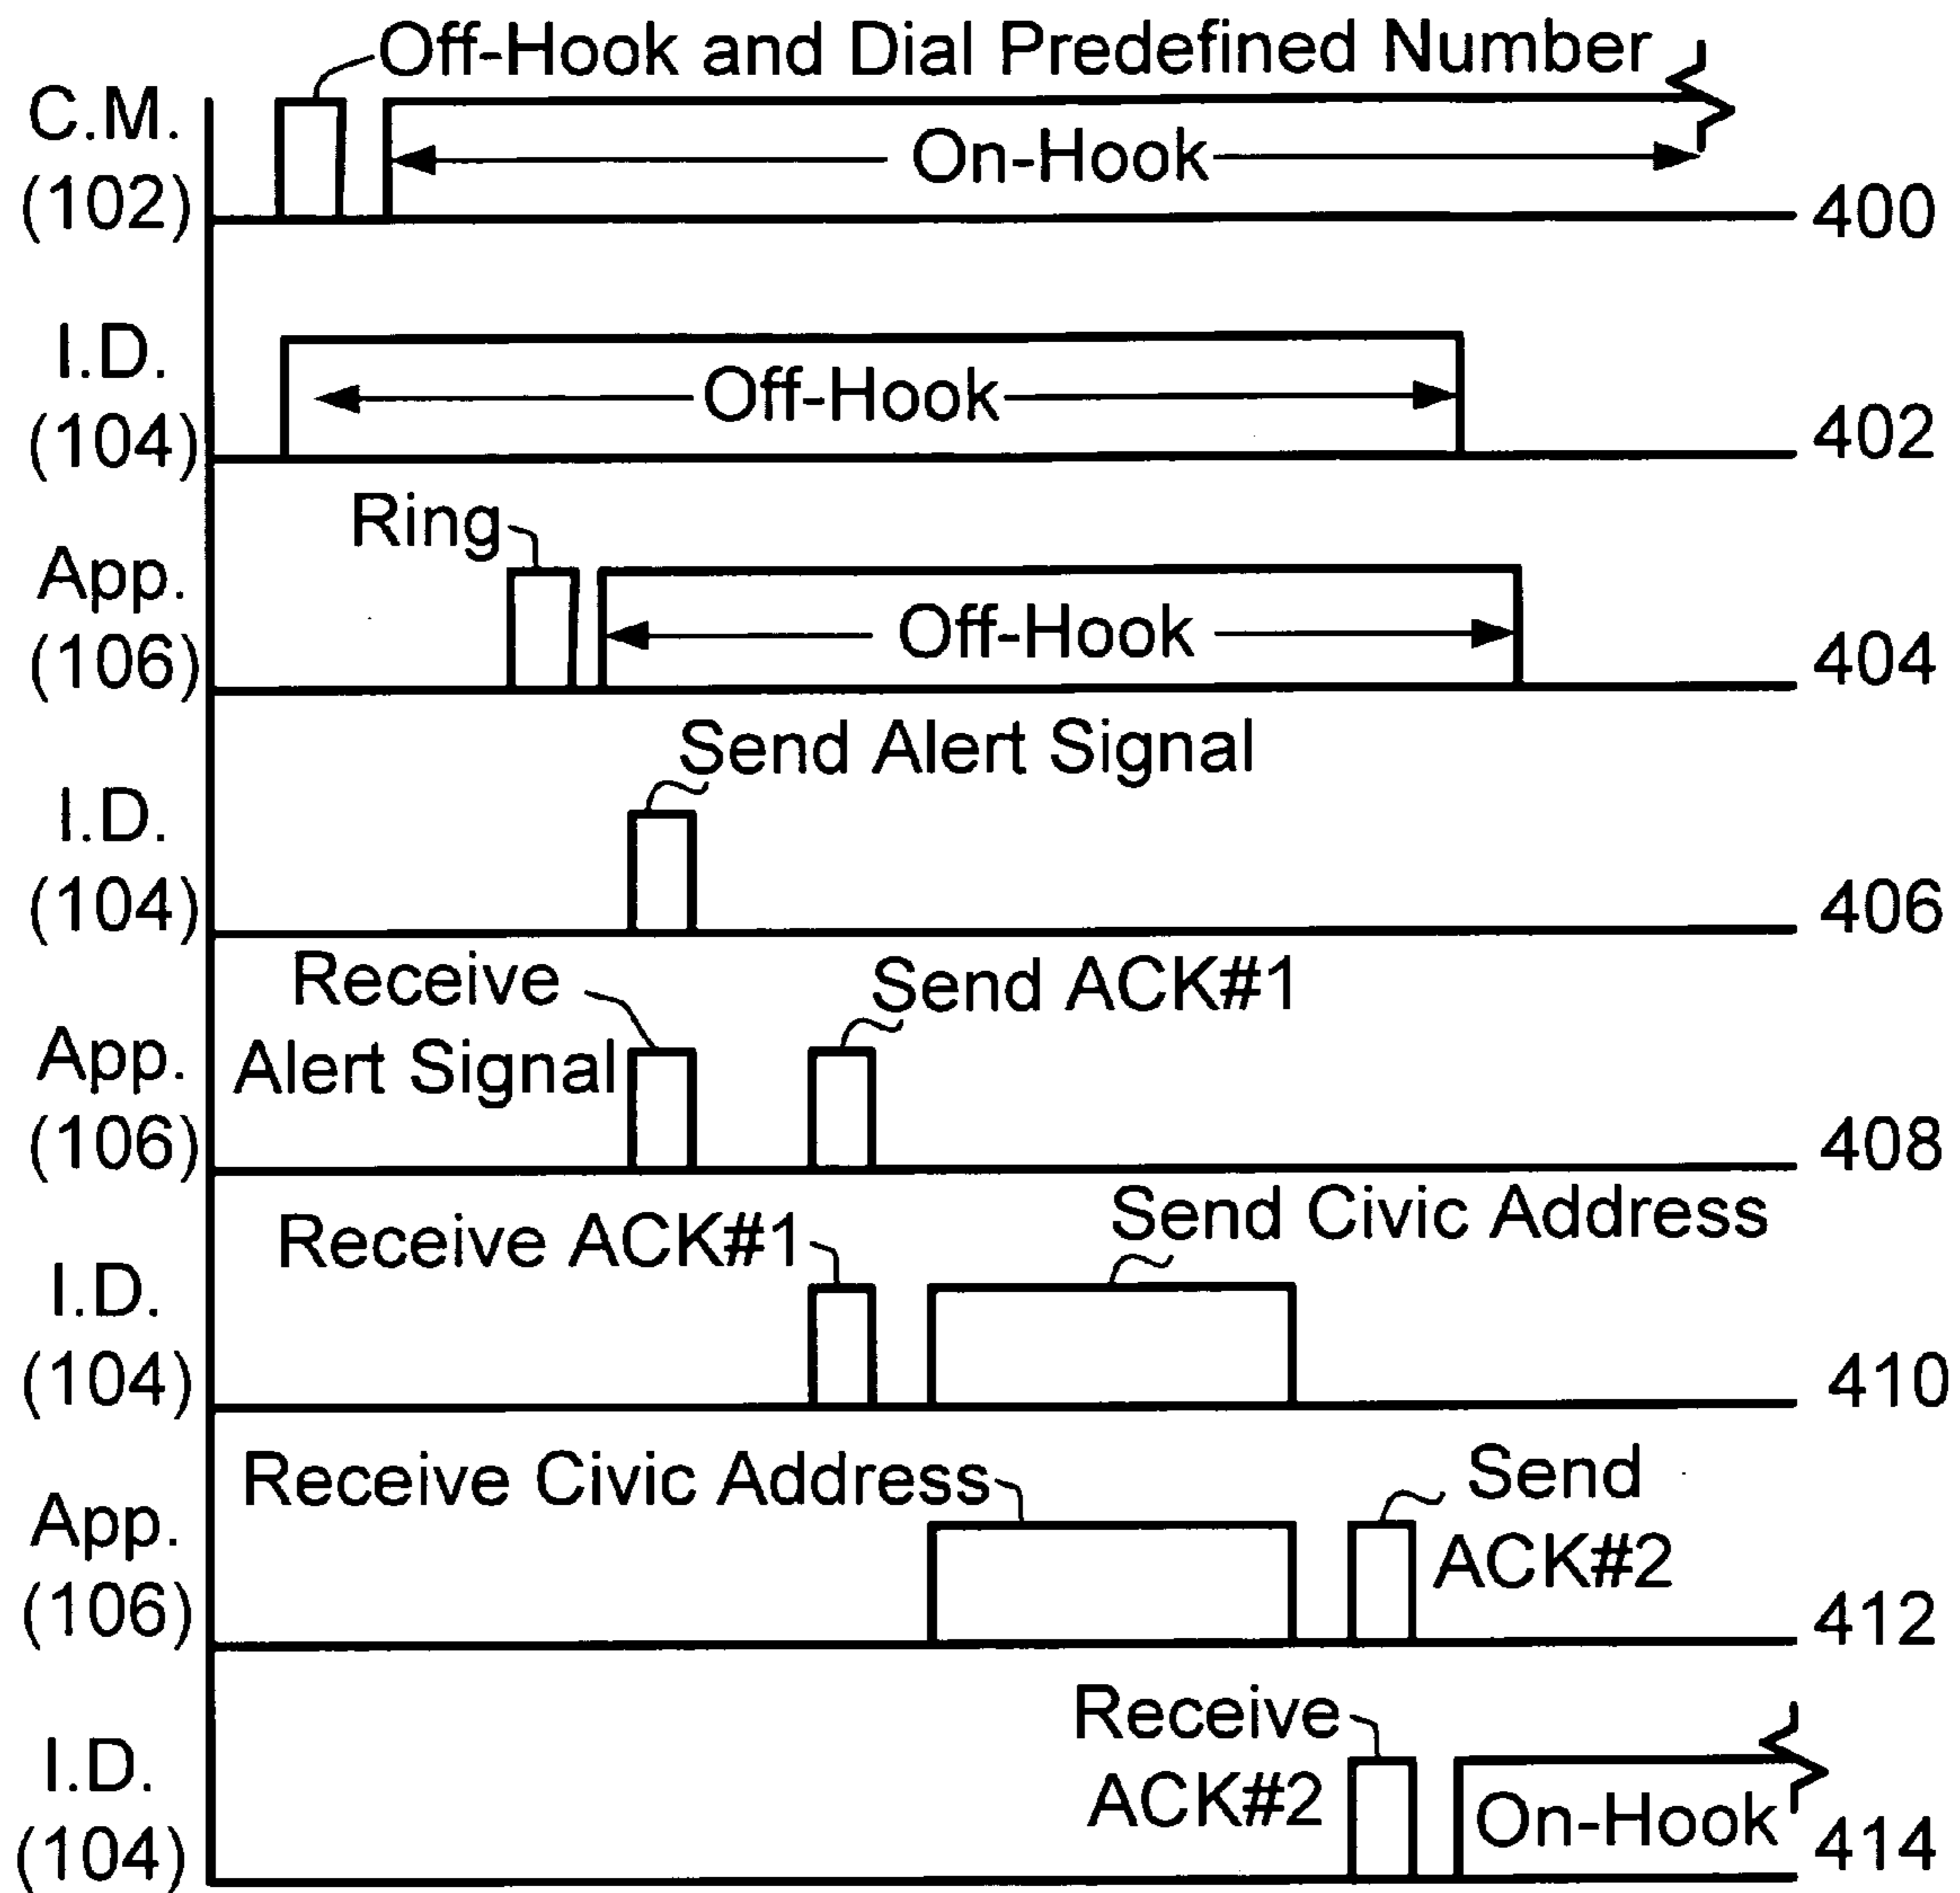 Off-Hook and Dial Predefined Number
C.M.
(102)
On-Hook
400
I.D.
(104)
Off-Hook
402
Ring
App.
(106)
Off-Hook
404
Send Alert Signal
I.D.
(104)
406
Receive
Alert Signal
Send ACK#1
App.
(106)
408
Receive ACK#1
Send Civic Address
I.D.
(104)
410
Receive Civic Address
Send
ACK#2
App.
(106)
412
Receive
ACK#2
I.D.
(104)
On-Hook
414